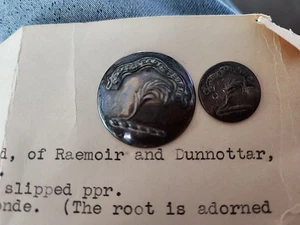 d, of Raemoir and Dunnottar,
slipped ppr.
onde. (The root is adorned